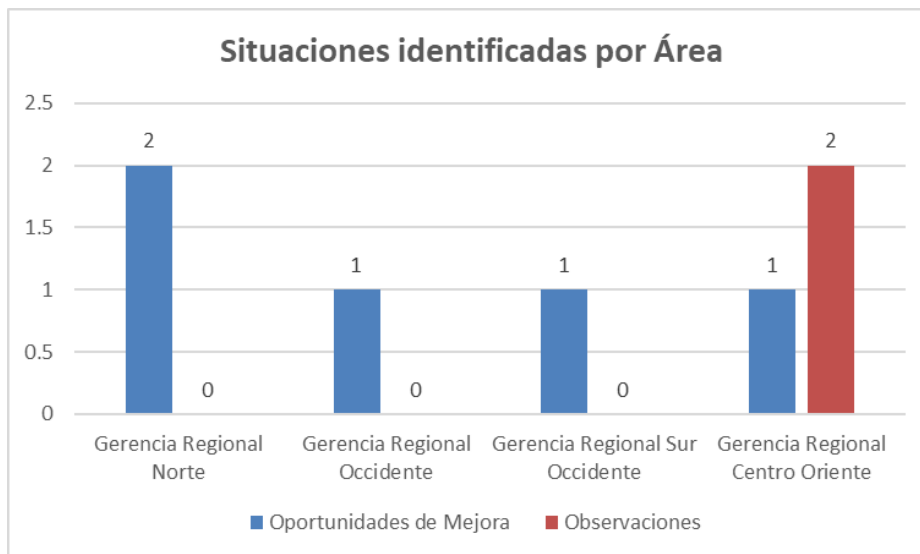 Situaciones identificadas por Área
2.5
2
1.5
1
0.5
0
2
0
1
0
1
0
1
2
Gerencia Regional
Norte
Gerencia Regional
Occidente
Gerencia Regional Sur
Occidente
Gerencia Regional
Centro Oriente
Oportunidades de Mejora
Observaciones